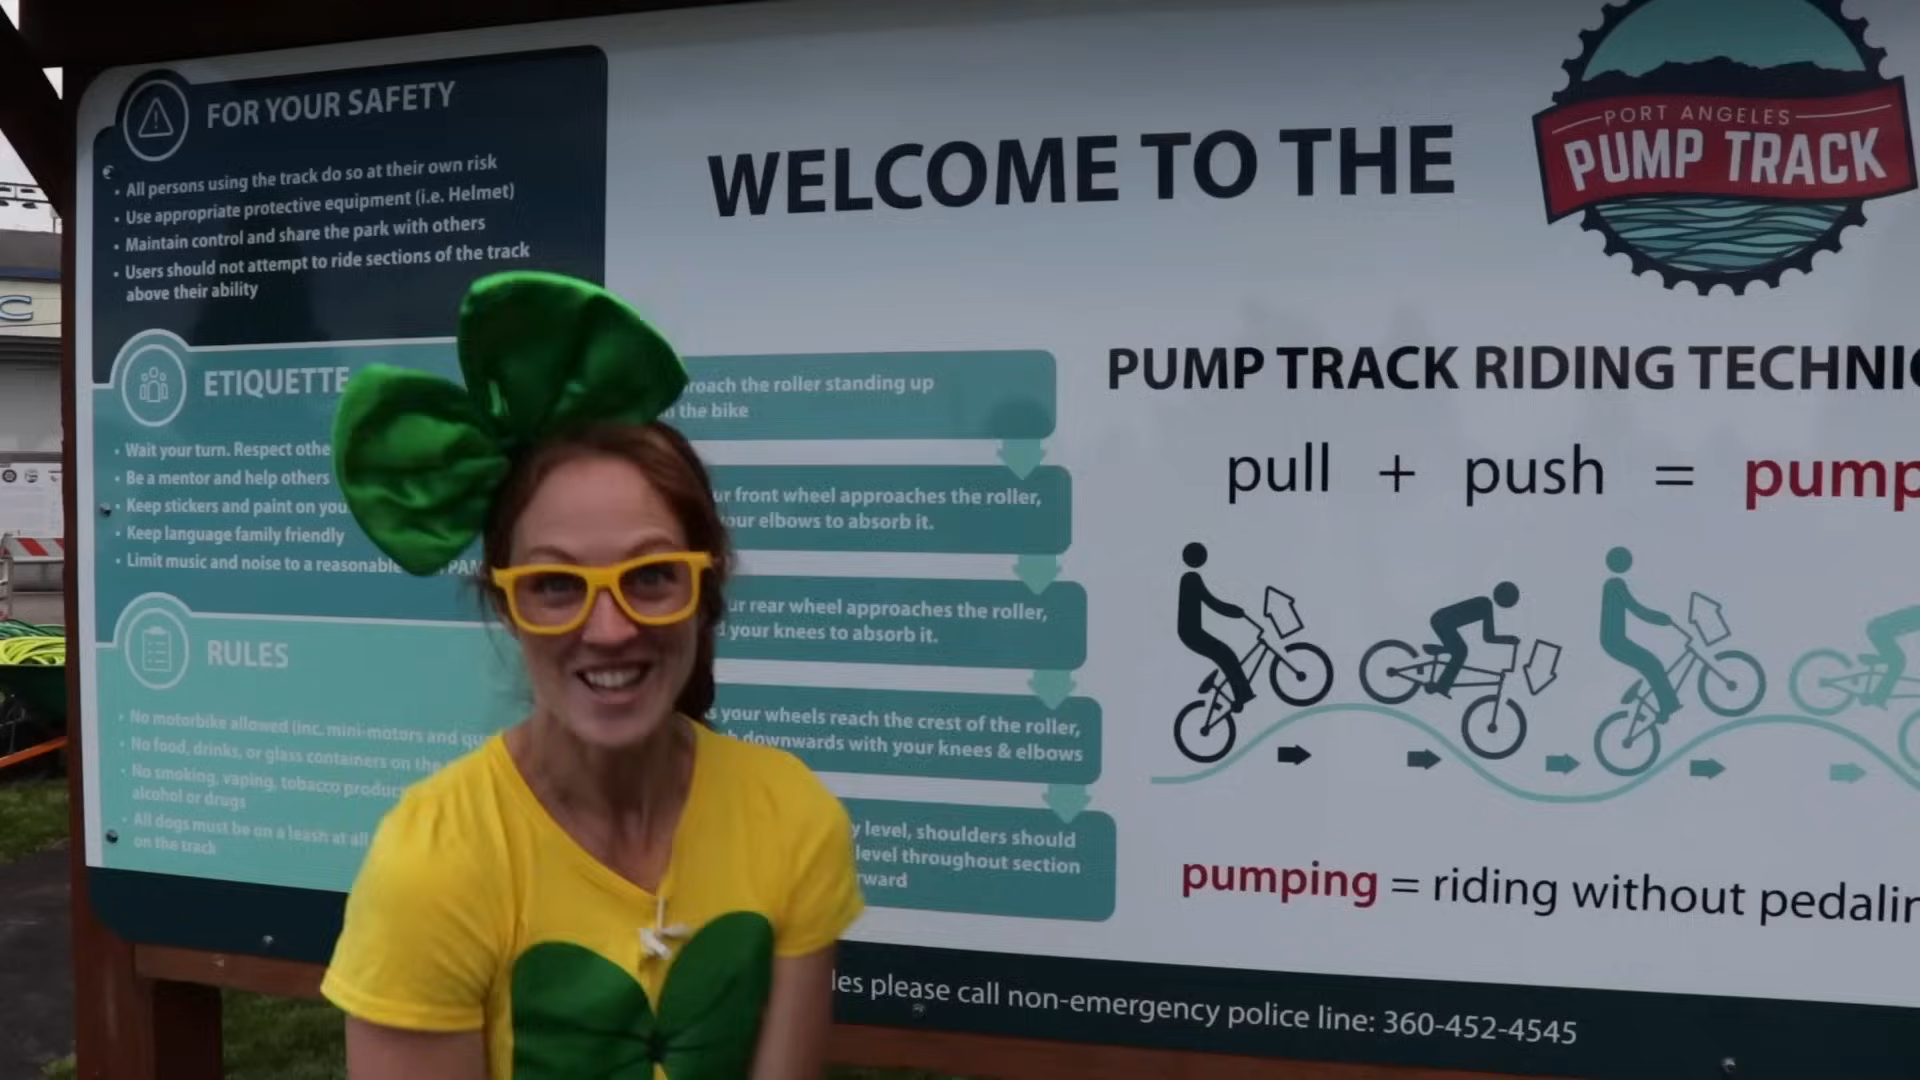 FOR YOUR SAFETY
• All persons using the track do so at their own risk
• Use appropriate protective equipment (i.e. Helmet)
• Maintain control and share the park with others
• Users should not attempt to ride sections of the track
above their ability
ETIQUETTE
• Wait your turn. Respect othe
• Be a mentor and help others
• Keep stickers and paint on you
• Keep language family friendly
• Limit music and noise to a reasonable
RULES
• No motorbike allowed (inc. mini-motors and qu
• No food, drinks, or glass containers on the
• No smoking, vaping, tobacco produc
alcohol or drugs
• All dogs must be on a leash at all
on the track
WELCOME TO THE
PORT ANGELES
PUMP TRACK
roach the roller standing up
the bike
ur front wheel approaches the roller,
our elbows to absorb it.
ur rear wheel approaches the roller,
d your knees to absorb it.
s your wheels reach the crest of the roller,
h downwards with your knees & elbows
y level, shoulders should
level throughout section
rward
PUMP TRACK RIDING TECHNIC
pull + push = pump
pumping = riding without pedalin
les please call non-emergency police line: 360-452-4545
C